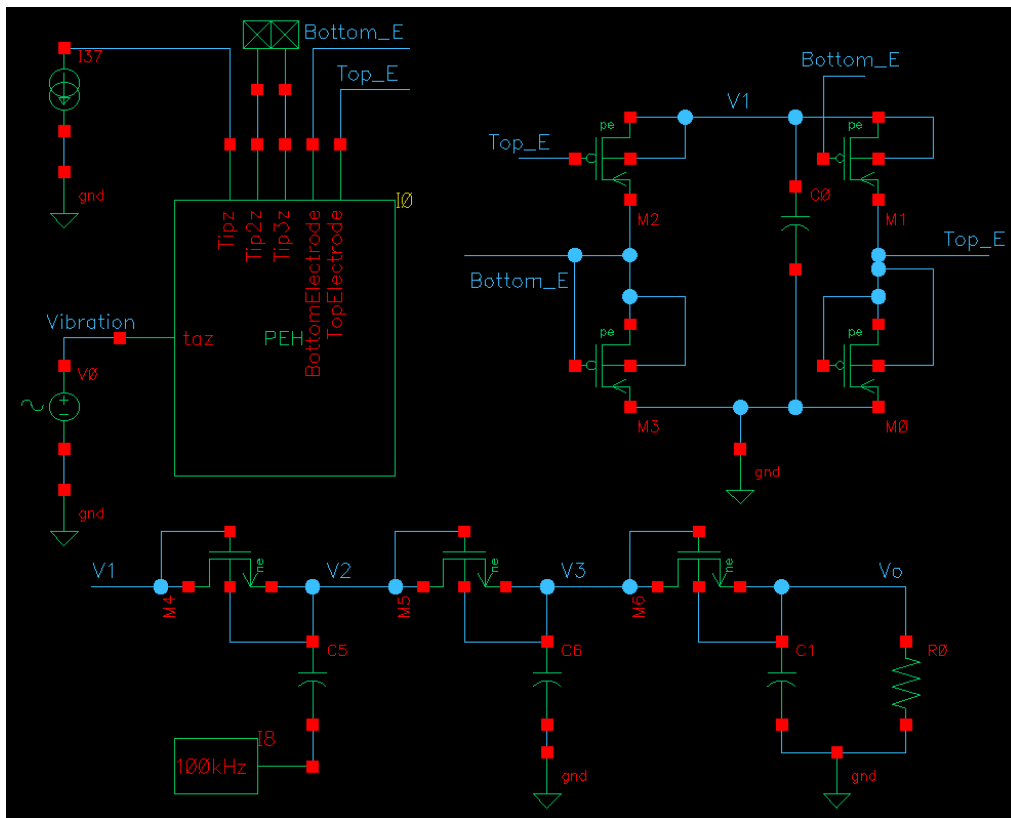 I37
gnd
Bottom_E
Top_E
I0
Tipz
Tip2z
Tip3z
BottomElectrode
TopElectrode
Vibration
taz
PEH
V0
gnd
Bottom_E
V1
pe
pe
Top_E
C0
M2
M1
Top_E
Bottom_E
pe
pe
M3
M0
gnd
V1
M4
ne
V2
M5
ne
V3
M6
ne
Vo
C5
C6
C1
R0
I8
100kHz
gnd
gnd